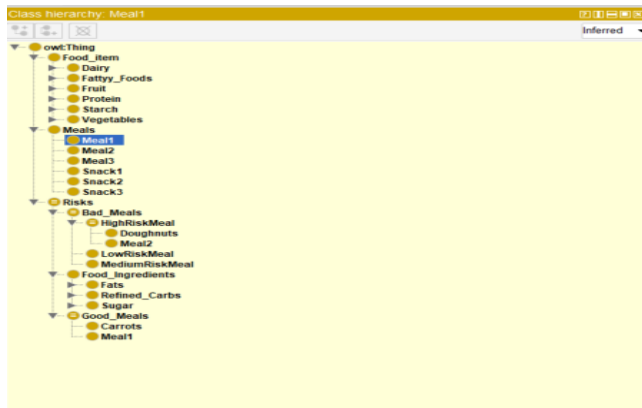 Class hierarchy: Meal1
Inferred
owl:Thing
Food_item
Dairy
Fattyy_Foods
Fruit
Protein
Starch
Vegetables
Meals
Meal1
Meal2
Meal3
Snack1
Snack2
Snack3
Risks
Bad_Meals
HighRiskMeal
Doughnuts
Meal2
LowRiskMeal
MediumRiskMeal
Food_Ingredients
Fats
Refined_Carbs
Sugar
Good_Meals
Carrots
Meal1